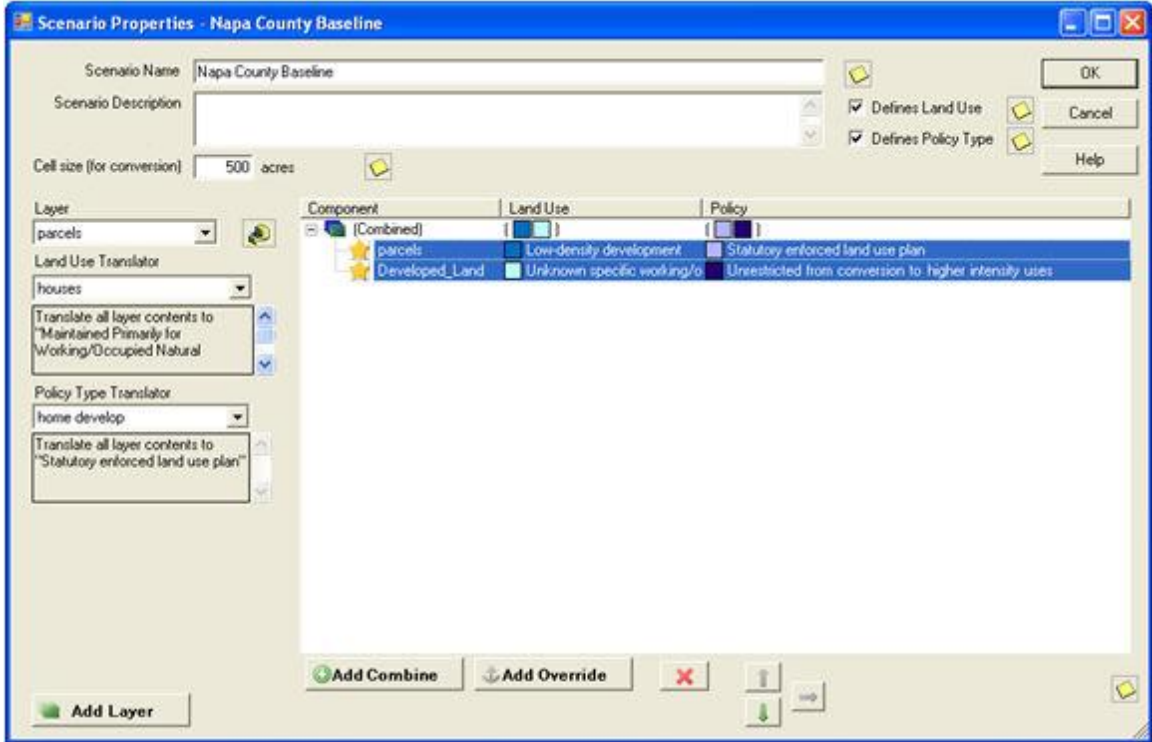 Scenario Properties - Napa County Baseline
Scenario Name Napa County Baseline OK
Scenario Description Defines Land Use Cancel
Defines Policy Type
Cell size (for conversion) 500 acres Help
Layer Component Land Use Policy
parcels (Combined) ( ) ( )
Land Use Translator parcels Low-density development Statutory enforced land use plan
houses Developed_Land Unknown specific working/o Unrestricted from conversion to higher intensity uses
Translate all layer contents to
"Maintained Primarily for
Working/Occupied Natural
Policy Type Translator
home develop
Translate all layer contents to
"Statutory enforced land use plan"
Add Combine Add Override
Add Layer